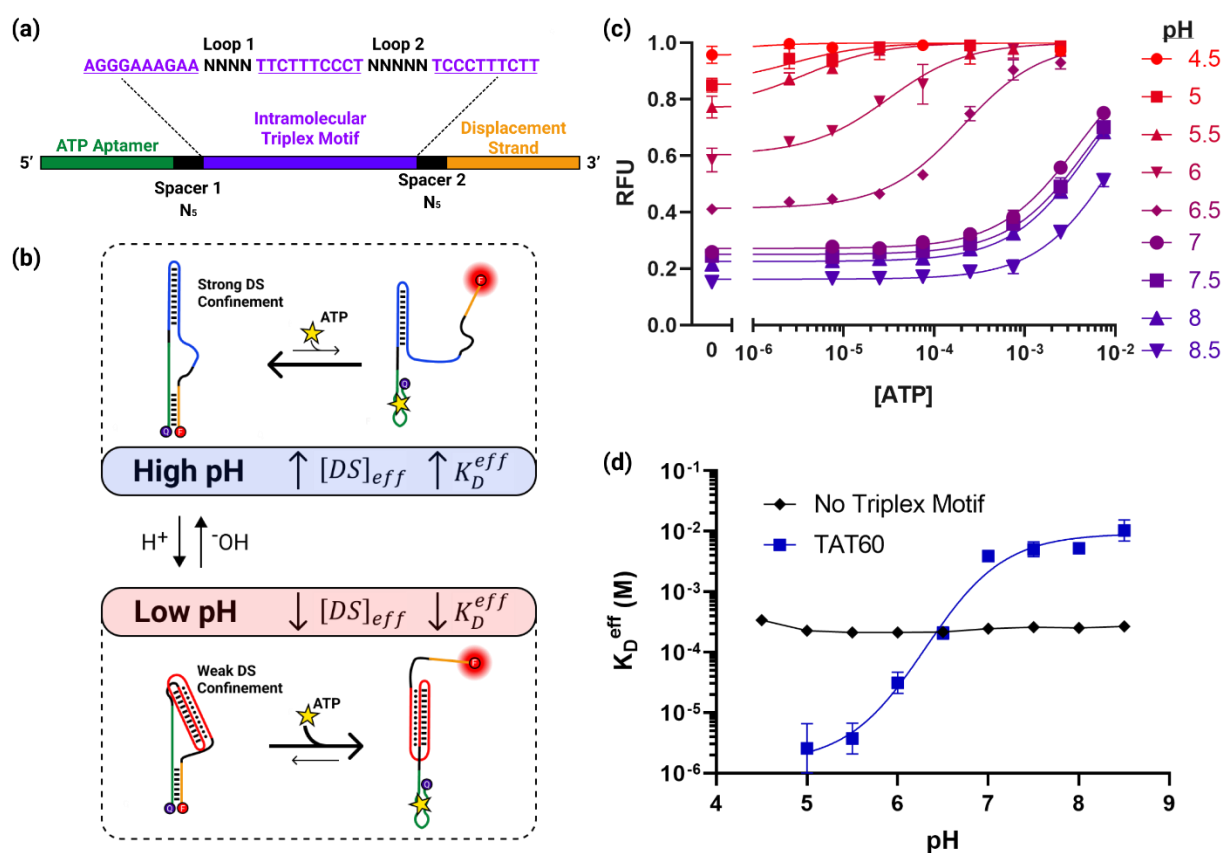 (a)
Loop 1 Loop 2
AGGGAAAGAA NNNN TTCTTTCCCT NNNNN TCCCTTTCTT
ATP Aptamer
Intramolecular
Triplex Motif
Displacement
Strand
5′
3′
Spacer 1
N₅
Spacer 2
N₅
(b)
Strong DS
Confinement
ATP
F
Q
Q F
High pH ↑ [DS]eff ↑ K_D^eff
H⁺ ⁻OH
Low pH ↓ [DS]eff ↓ K_D^eff
Weak DS
Confinement
ATP
F
Q
Q F
(c)
RFU
1.0
0.8
0.6
0.4
0.2
0.0
0 10⁻⁶ 10⁻⁵ 10⁻⁴ 10⁻³ 10⁻²
[ATP]
pH
4.5
5
5.5
6
6.5
7
7.5
8
8.5
(d)
K_D^eff (M)
10⁻¹
10⁻²
10⁻³
10⁻⁴
10⁻⁵
10⁻⁶
No Triplex Motif
TAT60
4 5 6 7 8 9
pH